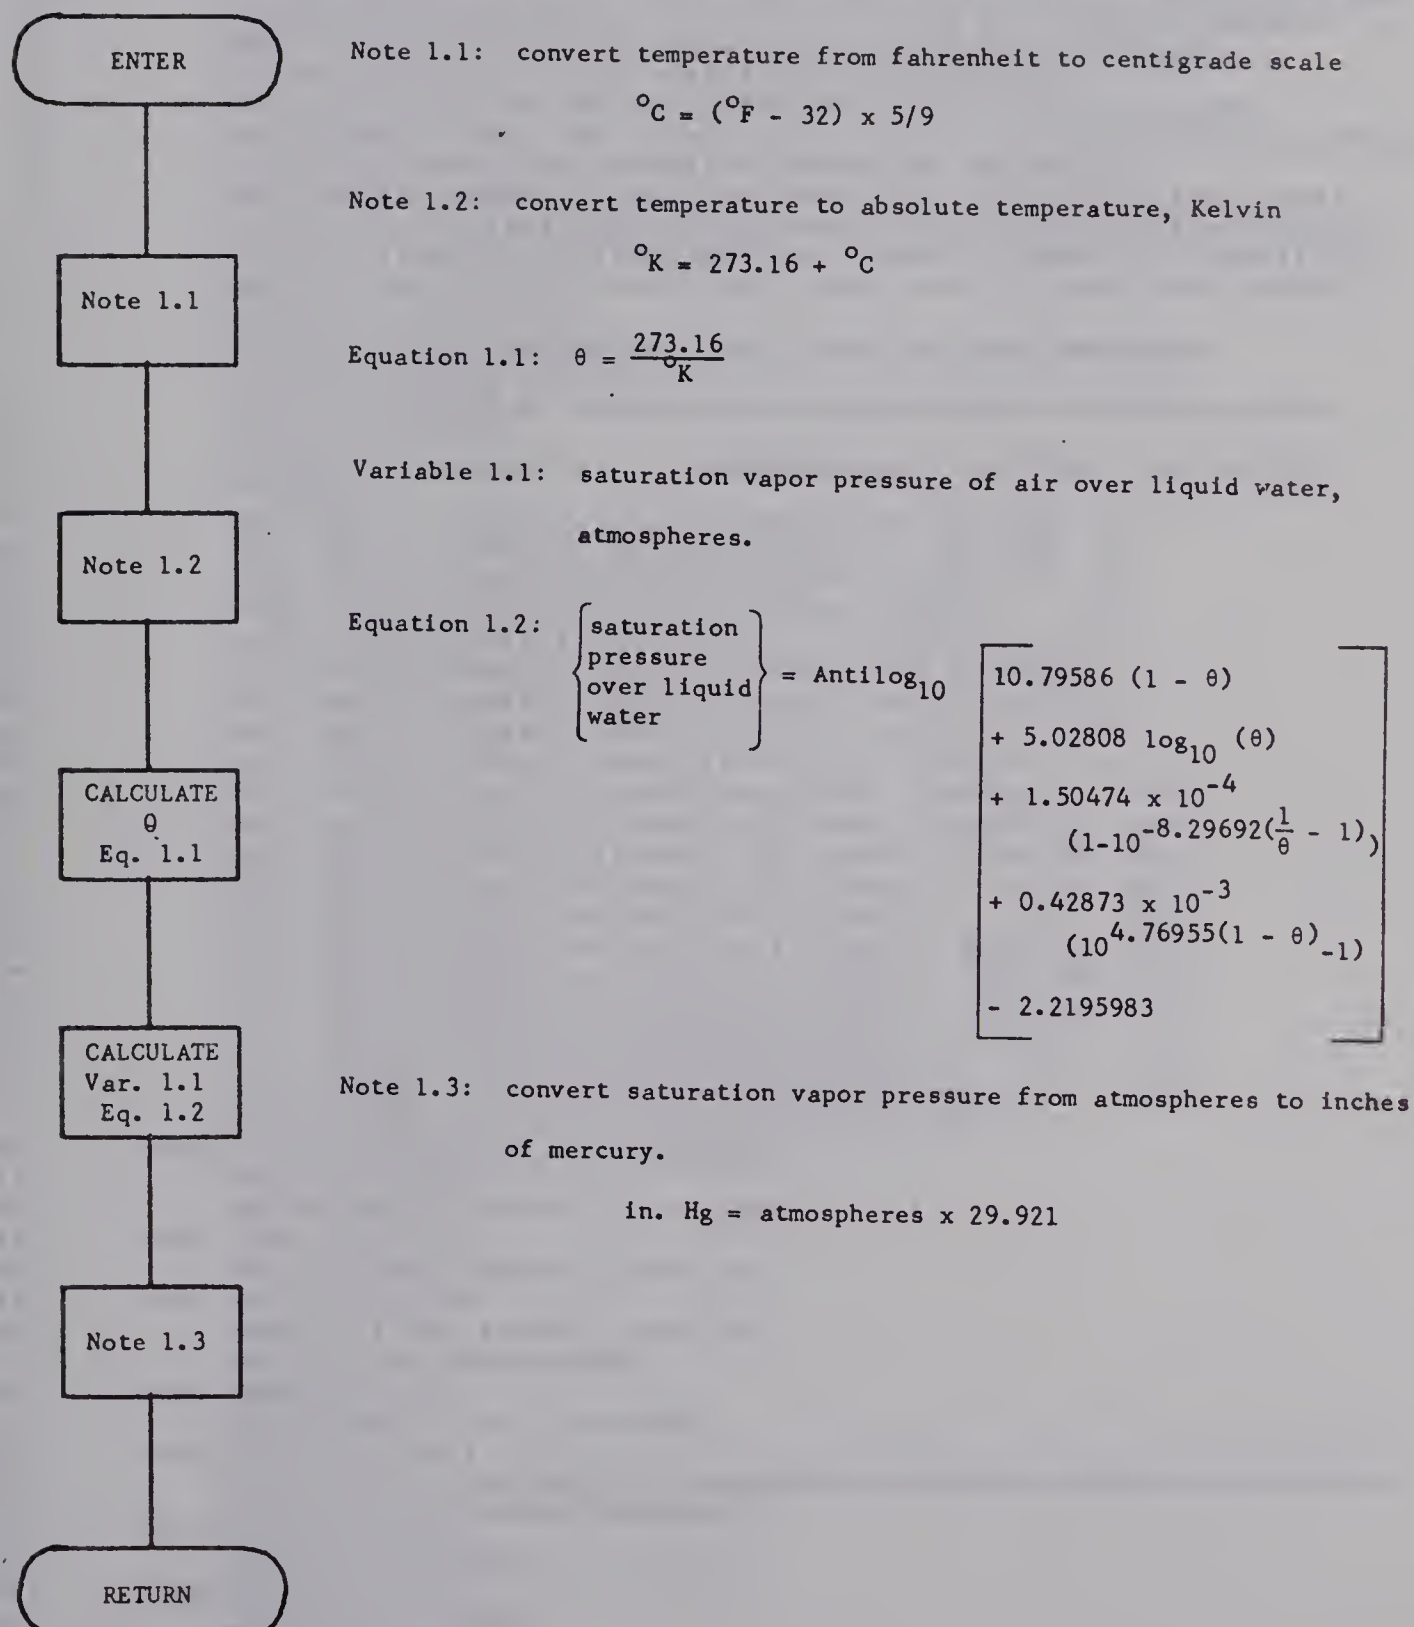 ENTER
Note 1.1: convert temperature from fahrenheit to centigrade scale
°C = (°F - 32) x 5/9
Note 1.2: convert temperature to absolute temperature, Kelvin
°K = 273.16 + °C
Note 1.1
Equation 1.1: θ = 273.16
°K
Variable 1.1: saturation vapor pressure of air over liquid water,
atmospheres.
Note 1.2
Equation 1.2: {saturation
pressure
over liquid
water} = Antilog10
[10.79586 (1 - θ)
+ 5.02808 log10 (θ)
+ 1.50474 x 10^-4
(1-10^-8.29692(1/θ - 1))
+ 0.42873 x 10^-3
(10^4.76955(1 - θ)-1)
- 2.2195983]
CALCULATE
θ
Eq. 1.1
CALCULATE
Var. 1.1
Eq. 1.2
Note 1.3: convert saturation vapor pressure from atmospheres to inches
of mercury.
in. Hg = atmospheres x 29.921
Note 1.3
RETURN